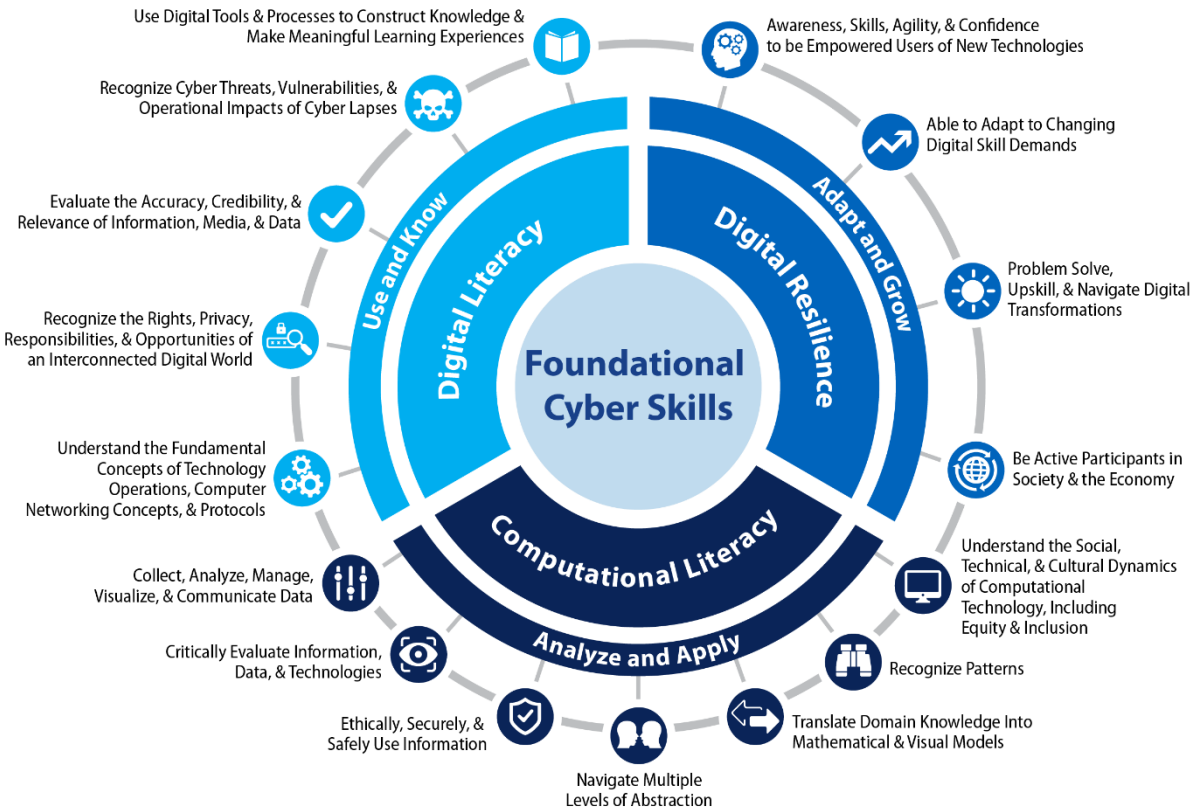 Use Digital Tools & Processes to Construct Knowledge &
Make Meaningful Learning Experiences
Recognize Cyber Threats, Vulnerabilities, &
Operational Impacts of Cyber Lapses
Evaluate the Accuracy, Credibility, &
Relevance of Information, Media, & Data
Recognize the Rights, Privacy,
Responsibilities, & Opportunities of
an Interconnected Digital World
Understand the Fundamental
Concepts of Technology
Operations, Computer
Networking Concepts, & Protocols
Use and Know
Digital Literacy
Foundational
Cyber Skills
Digital Resilience
Adapt and Grow
Awareness, Skills, Agility, & Confidence
to be Empowered Users of New Technologies
Able to Adapt to Changing
Digital Skill Demands
Problem Solve,
Upskill, & Navigate Digital
Transformations
Be Active Participants in
Society & the Economy
Computational Literacy
Analyze and Apply
Collect, Analyze, Manage,
Visualize, & Communicate Data
Critically Evaluate Information,
Data, & Technologies
Ethically, Securely, &
Safely Use Information
Navigate Multiple
Levels of Abstraction
Translate Domain Knowledge Into
Mathematical & Visual Models
Recognize Patterns
Understand the Social,
Technical, & Cultural Dynamics
of Computational
Technology, Including
Equity & Inclusion